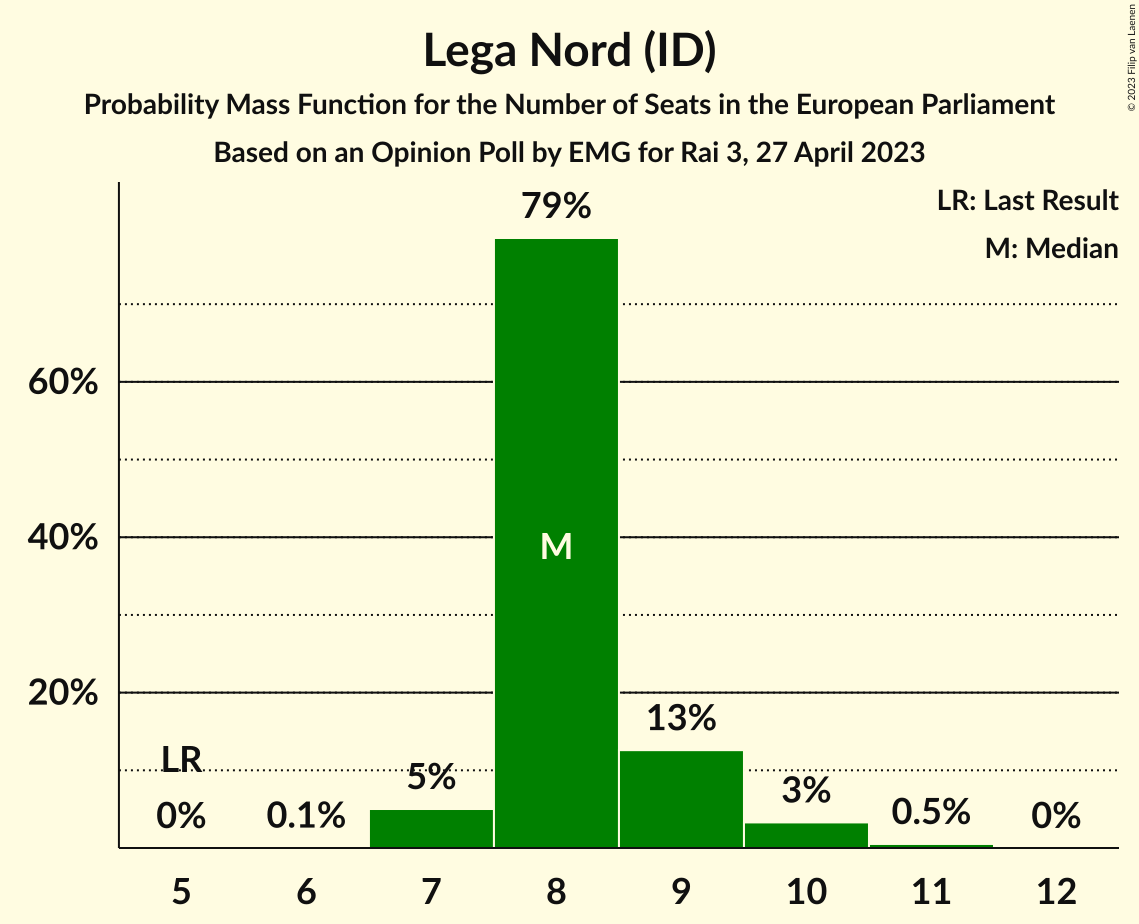 Lega Nord (ID)
Probability Mass Function for the Number of Seats in the European Parliament
Based on an Opinion Poll by EMG for Rai 3, 27 April 2023
© 2023 Filip van Laenen
LR: Last Result
M: Median
79%
60%
40%
20%
M
LR
0%
0.1%
5%
13%
3%
0.5%
0%
5 6 7 8 9 10 11 12